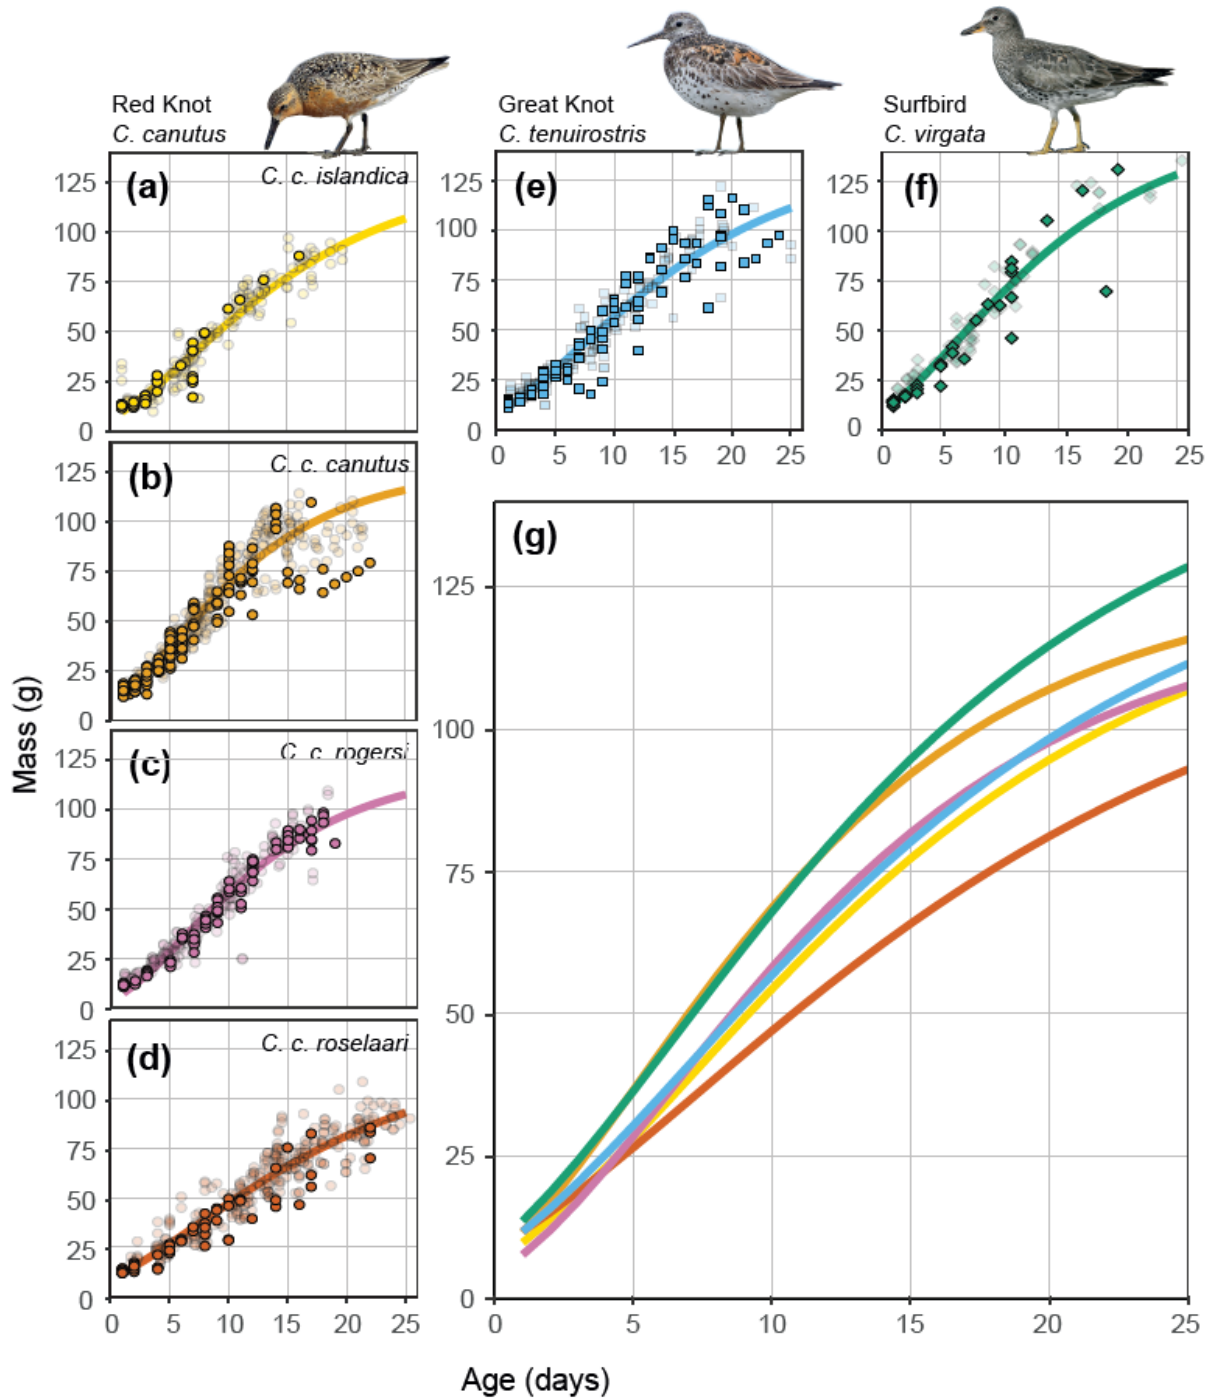 Red Knot
C. canutus
Great Knot
C. tenuirostris
Surfbird
C. virgata
(a)
C. c. islandica
125
100
75
50
25
0
(e)
125
100
75
50
25
0
0 5 10 15 20 25
(f)
125
100
75
50
25
0
0 5 10 15 20 25
(b)
C. c. canutus
125
100
75
50
25
0
(c)
C. c. rogersi
125
100
75
50
25
0
(d)
C. c. roselaari
125
100
75
50
25
0
0 5 10 15 20 25
(g)
125
100
75
50
25
0
0 5 10 15 20 25
Mass (g)
Age (days)